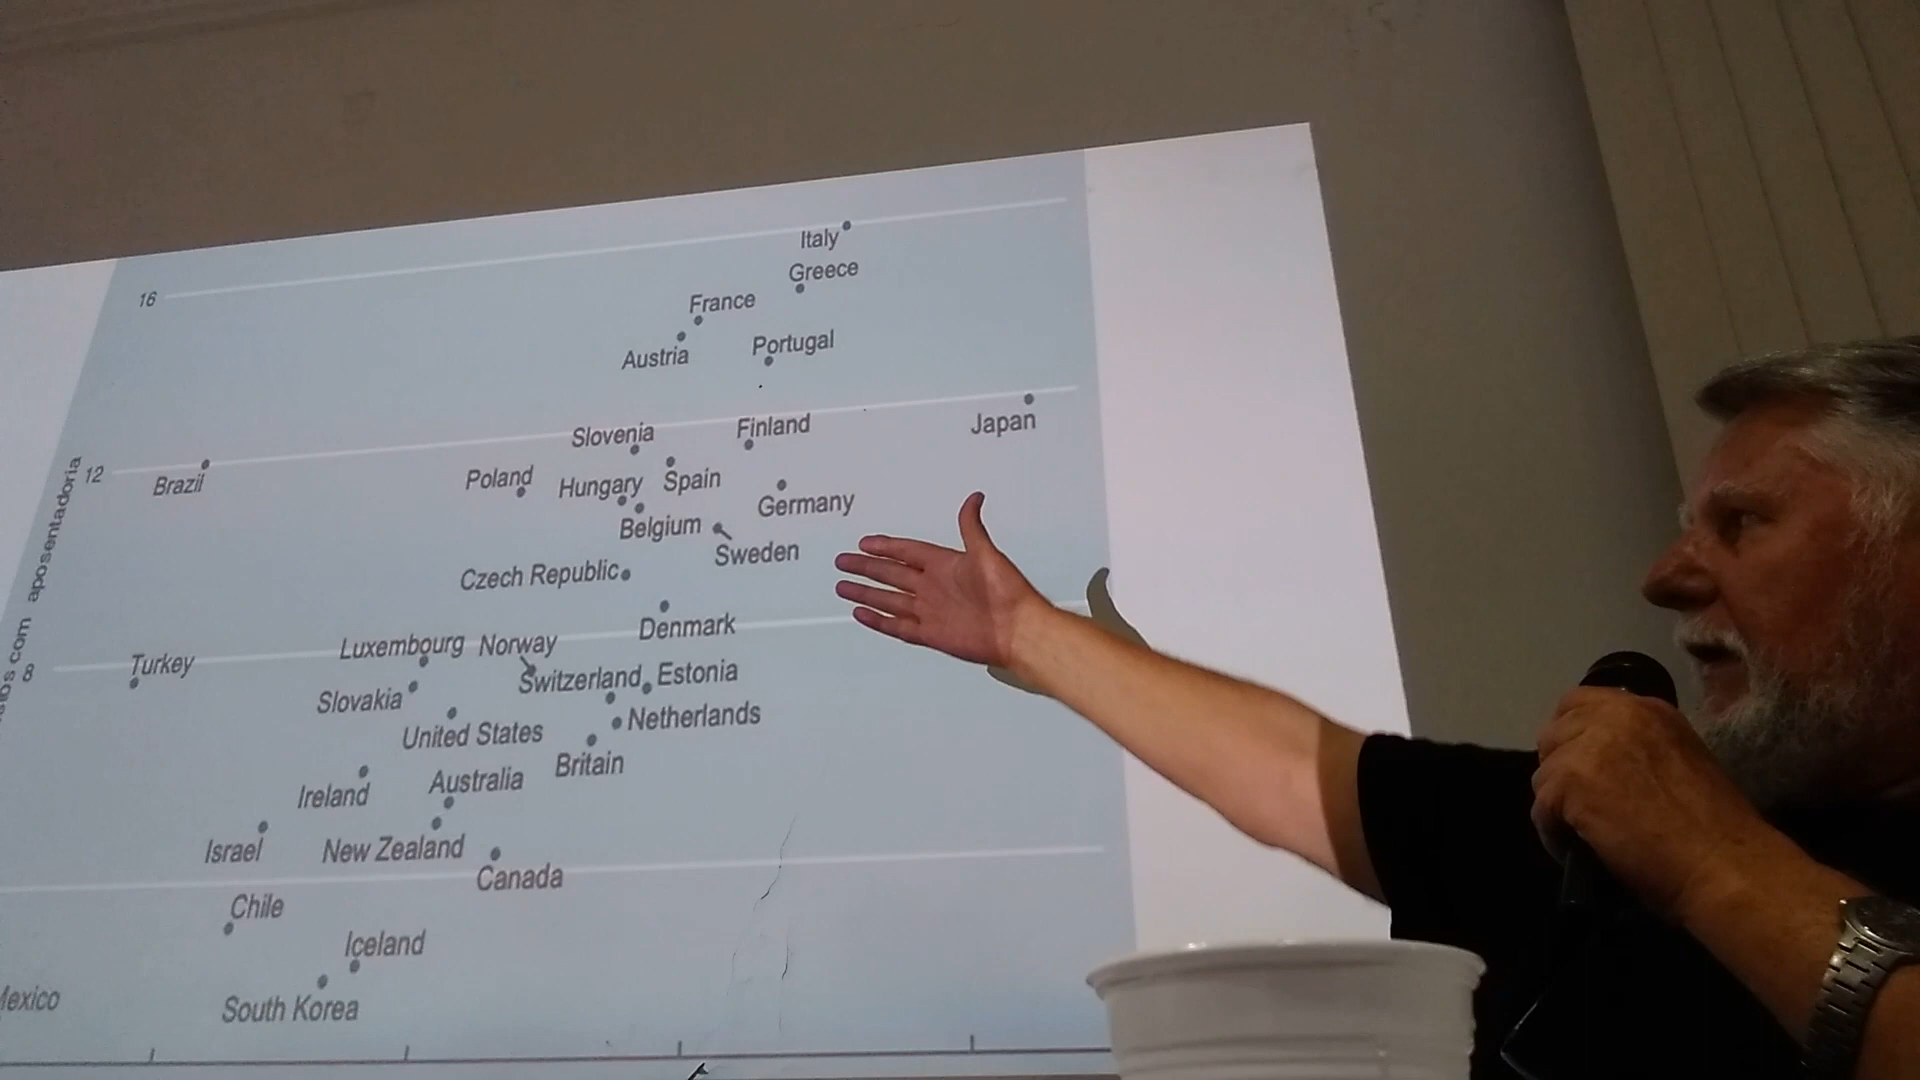 16
Italy
Greece
France
Austria
Portugal
12
Slovenia
Finland
Japan
Brazil
Poland
Hungary
Spain
Germany
Belgium
Sweden
Czech Republic
Denmark
8
Turkey
Luxembourg
Norway
Switzerland
Estonia
Slovakia
United States
Netherlands
Ireland
Australia
Britain
Israel
New Zealand
Canada
Chile
Iceland
South Korea
com aposentadoria